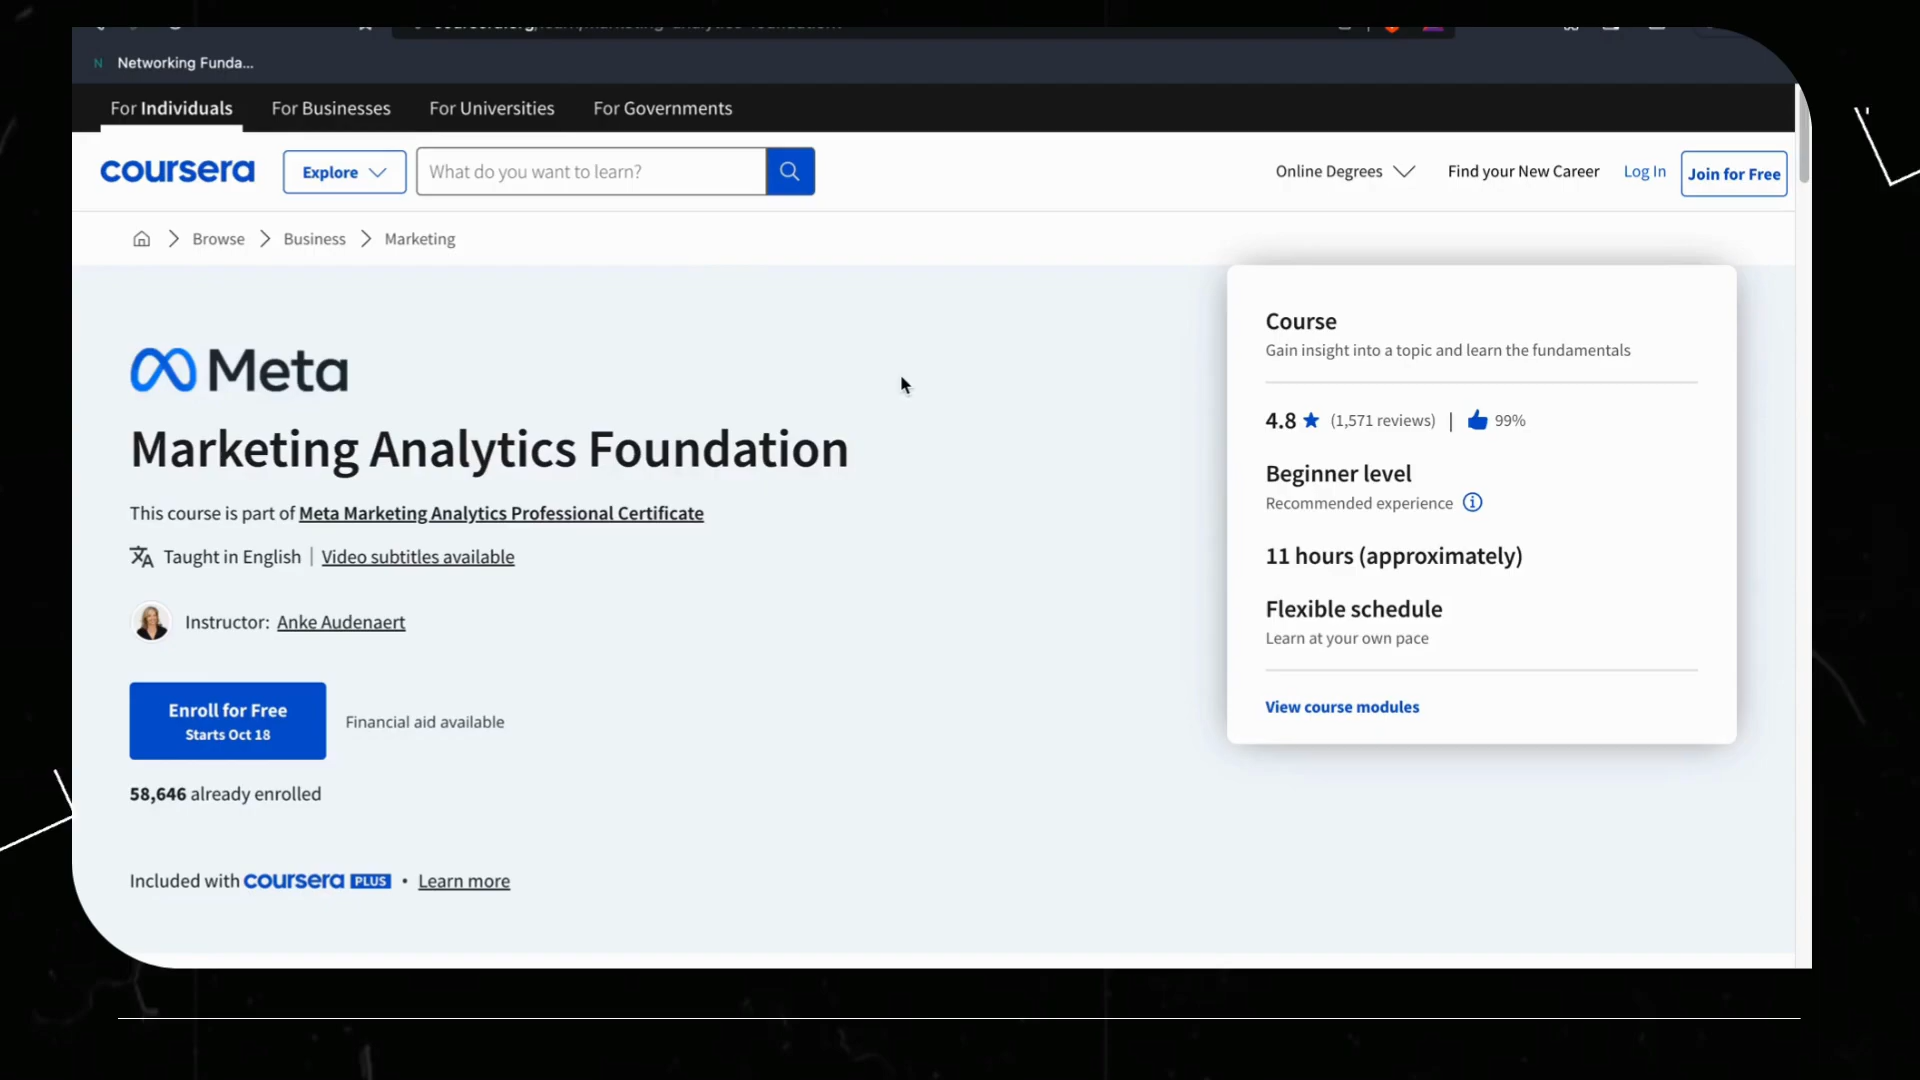 Networking Funda...
For Individuals For Businesses For Universities For Governments
coursera Explore What do you want to learn? Online Degrees Find your New Career Log In Join for Free
Browse Business Marketing
Meta
Marketing Analytics Foundation
This course is part of Meta Marketing Analytics Professional Certificate
Taught in English | Video subtitles available
Instructor: Anke Audenaert
Enroll for Free
Starts Oct 18
Financial aid available
58,646 already enrolled
Included with coursera PLUS • Learn more
Course
Gain insight into a topic and learn the fundamentals
4.8 (1,571 reviews) | 99%
Beginner level
Recommended experience
11 hours (approximately)
Flexible schedule
Learn at your own pace
View course modules